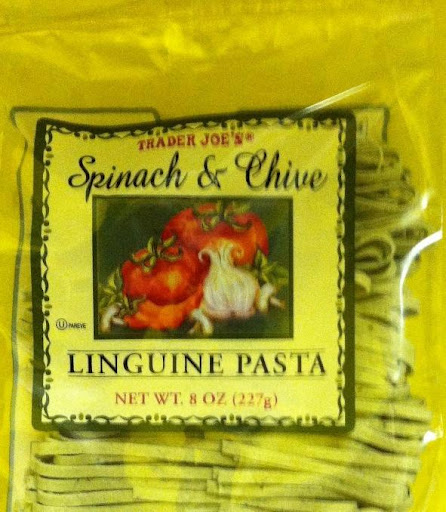 TRADER JOE'S®
Spinach & Chive
U PAREVE
LINGUINE PASTA
NET WT. 8 OZ (227g)